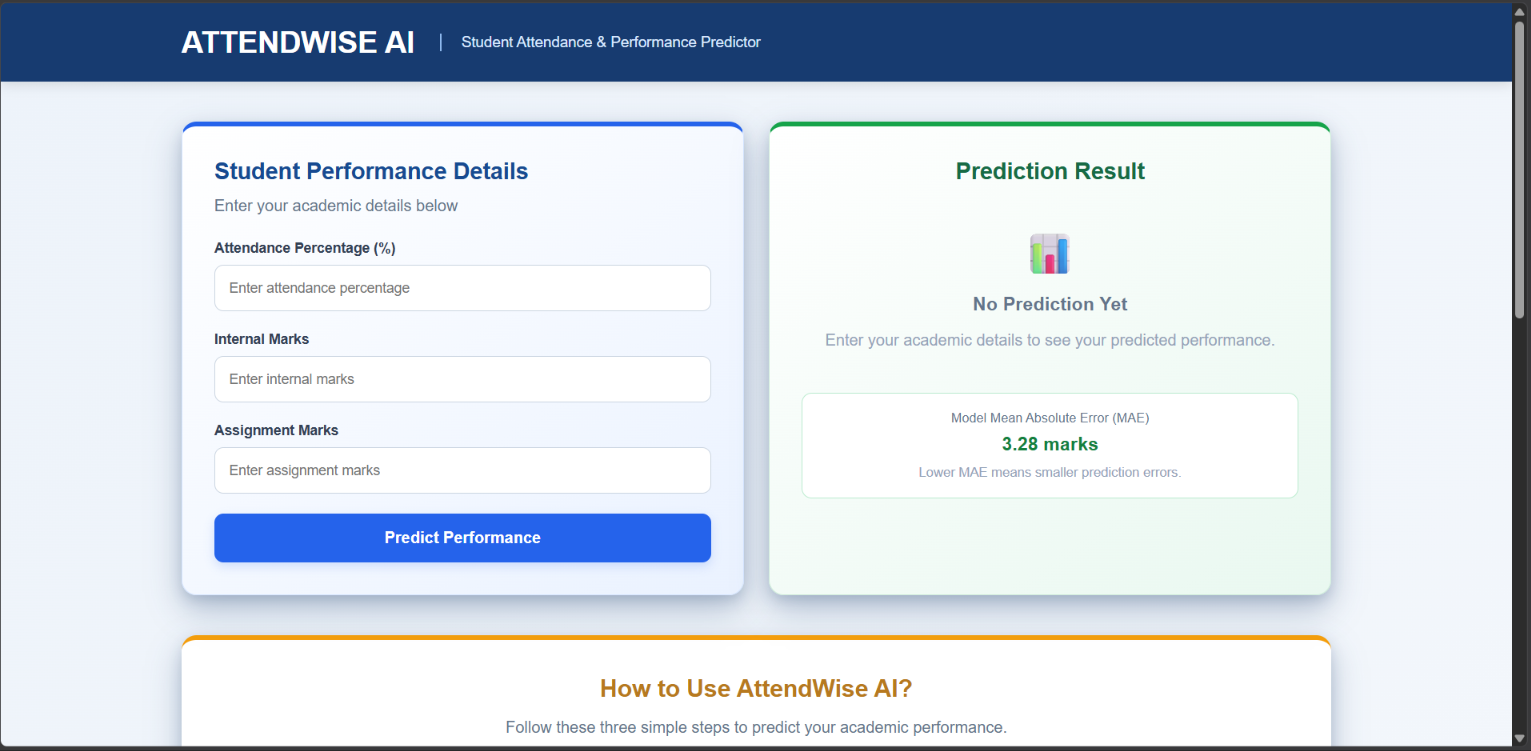 ATTENDWISE AI | Student Attendance & Performance Predictor
Student Performance Details
Enter your academic details below
Attendance Percentage (%)
Enter attendance percentage
Internal Marks
Enter internal marks
Assignment Marks
Enter assignment marks
Predict Performance
Prediction Result
No Prediction Yet
Enter your academic details to see your predicted performance.
Model Mean Absolute Error (MAE)
3.28 marks
Lower MAE means smaller prediction errors.
How to Use AttendWise AI?
Follow these three simple steps to predict your academic performance.